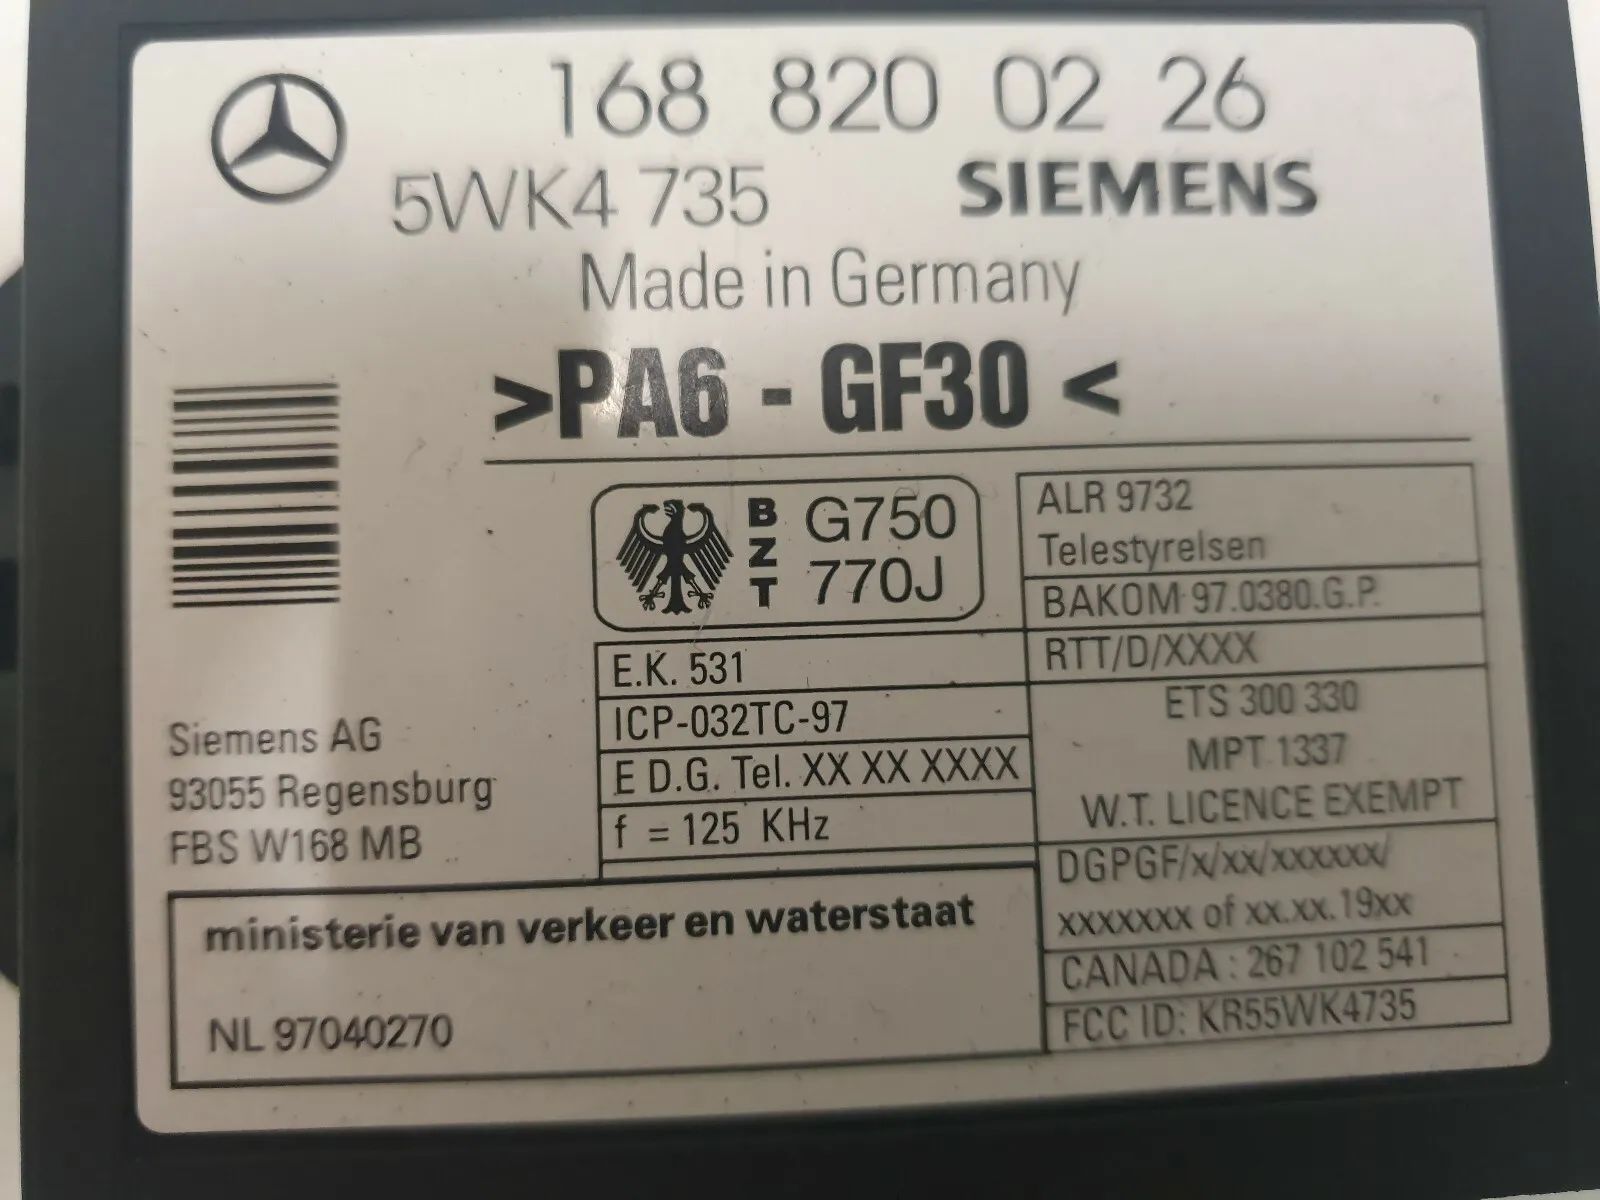 168 820 02 26
5WK4 735 SIEMENS
Made in Germany
>PA6 - GF30 <
BZT
G750
770J
ALR 9732
Telestyrelsen
BAKOM 97.0380.G.P.
RTT/D/XXXX
E.K. 531
ICP-032TC-97
E D.G. Tel. XX XX XXXX
f = 125 KHz
ETS 300 330
MPT 1337
W.T. LICENCE EXEMPT
DGPGF/x/xx/xxxxxx/
xxxxxxx of xx.xx.19xx
CANADA : 267 102 541
FCC ID: KR55WK4735
Siemens AG
93055 Regensburg
FBS W168 MB
ministerie van verkeer en waterstaat
NL 97040270